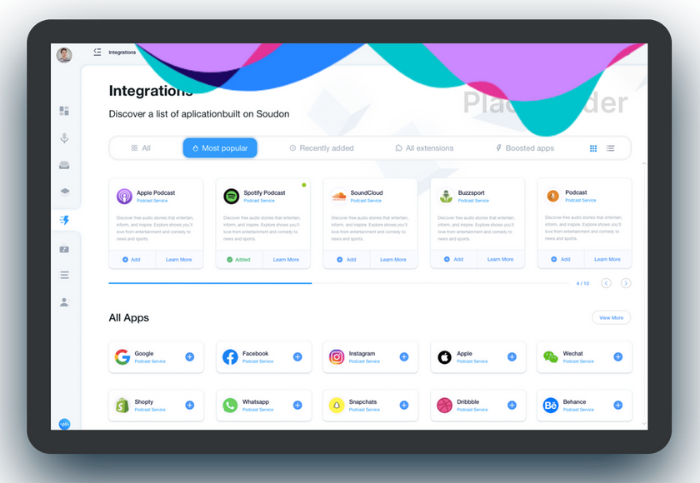 Integrations
Integrations
Discover a list of aplicationbuilt on Soudon
All
Most popular
Recently added
All extensions
Boosted apps
Apple Podcast
Podcast Service
Discover free audio stories that entertain,
inform, and inspire. Explore shows you'll
love from entertainment and comedy to
news and sports.
Add
Learn More
Spotify Podcast
Podcast Service
Discover free audio stories that entertain,
inform, and inspire. Explore shows you'll
love from entertainment and comedy to
news and sports.
Added
Learn More
SoundCloud
Podcast Service
Discover free audio stories that entertain,
inform, and inspire. Explore shows you'll
love from entertainment and comedy to
news and sports.
Add
Learn More
Buzzsport
Podcast Service
Discover free audio stories that entertain,
inform, and inspire. Explore shows you'll
love from entertainment and comedy to
news and sports.
Add
Learn More
Podcast
Podcast Service
Discover free audio stories that entertain,
inform, and inspire. Explore shows you'll
love from entertainment and comedy to
news and sports.
Add
Learn More
4 / 10
All Apps
View More
Google
Podcast Service
Facebook
Podcast Service
Instagram
Podcast Service
Apple
Podcast Service
Wechat
Podcast Service
Shopty
Podcast Service
Whatsapp
Podcast Service
Snapchats
Podcast Service
Dribbble
Podcast Service
Bē
Behance
Podcast Service